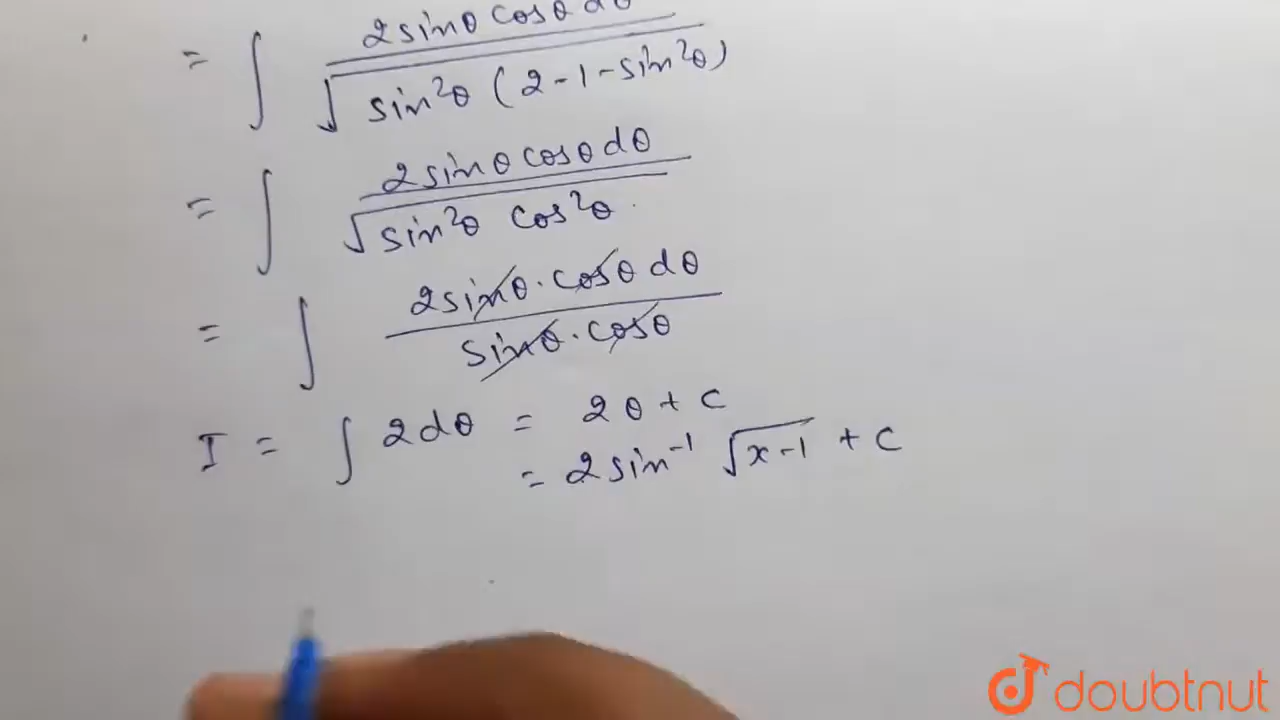 = ∫ 2sinθ cosθ dθ / √sin²θ (2-1-sin²θ)
= ∫ 2sinθ cosθ dθ / √sin²θ cos²θ
= ∫ 2sinθ.cosθ dθ / sinθ.cosθ
I = ∫ 2dθ = 2θ + c
= 2sin⁻¹ √x-1 + c
doubtnut